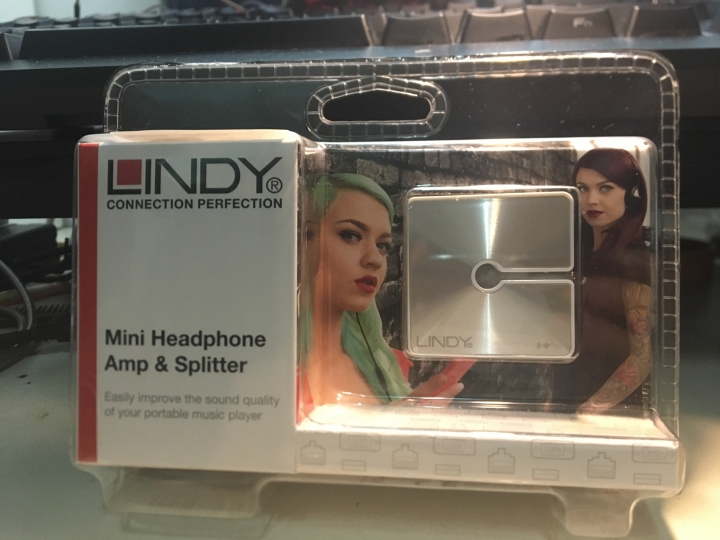 LINDY®
CONNECTION PERFECTION
Mini Headphone
Amp & Splitter
Easily improve the sound quality
of your portable music player
LINDY®